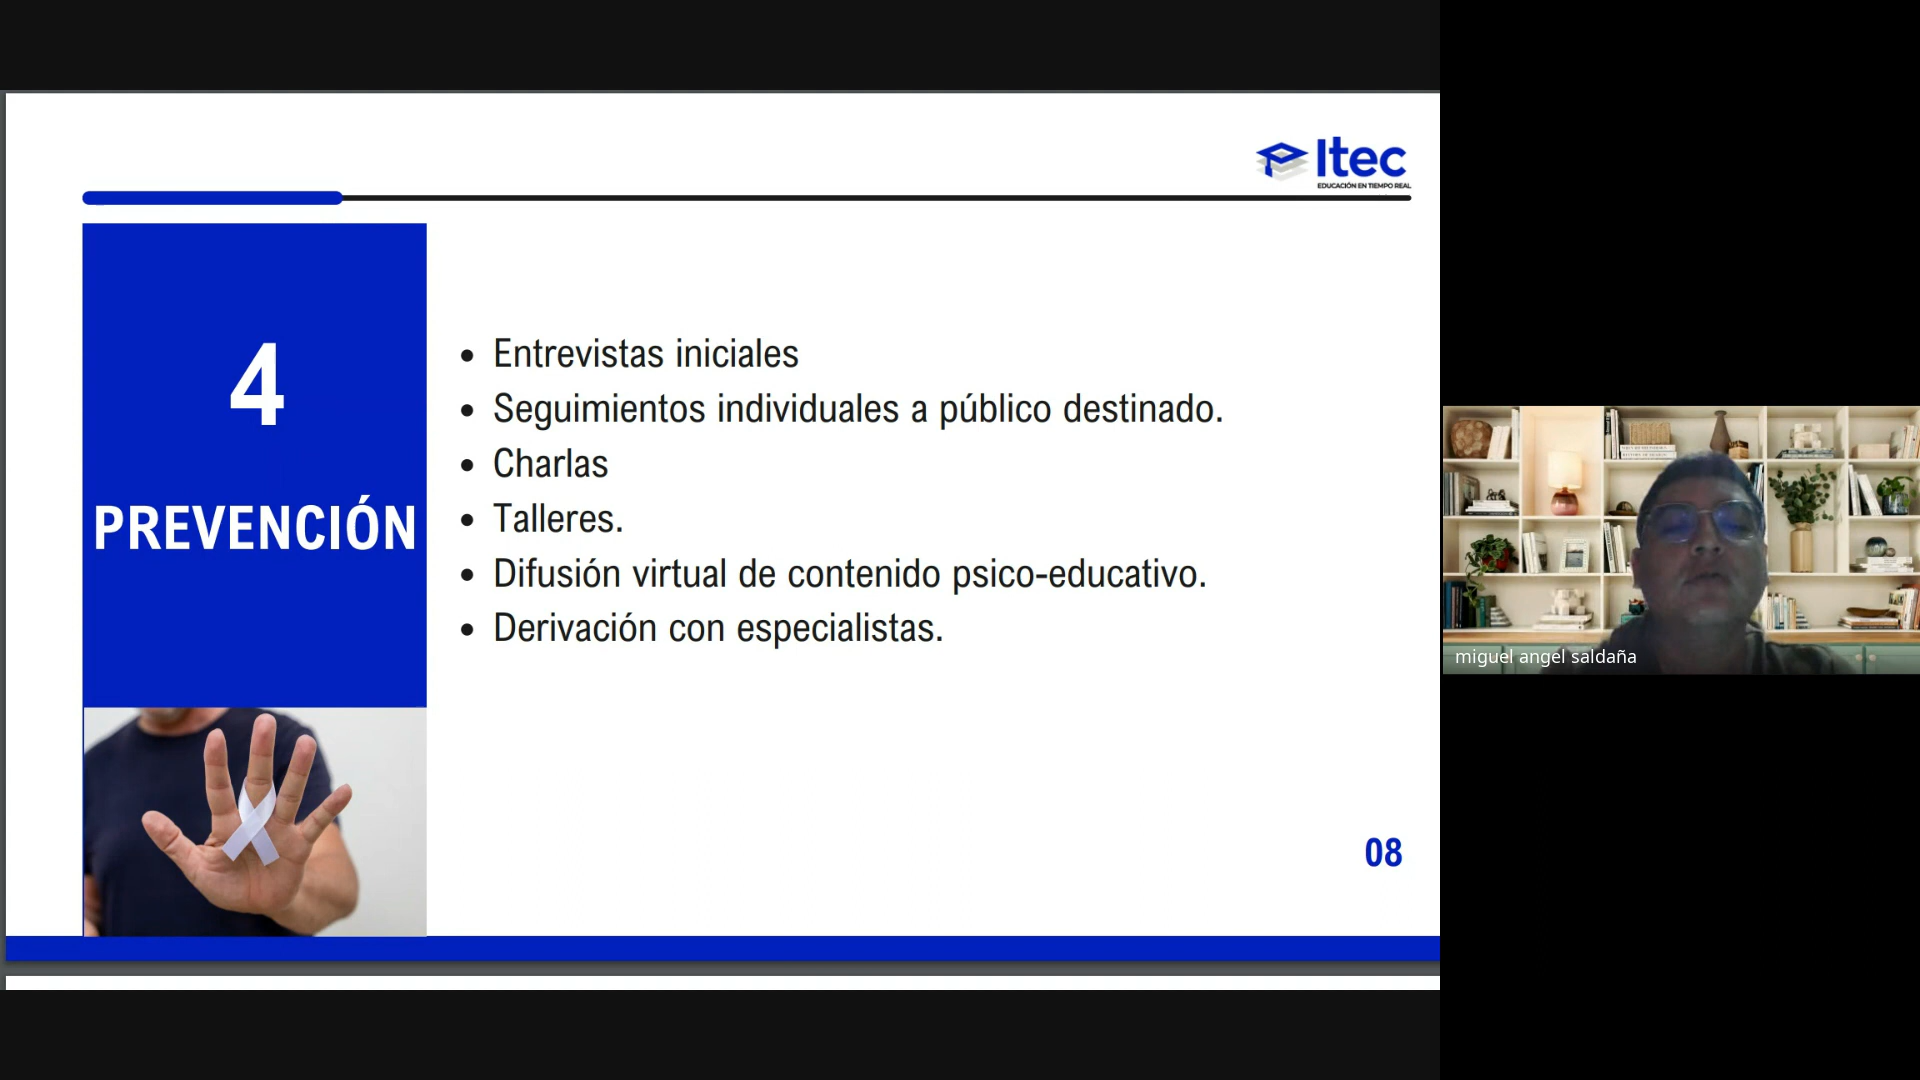 Itec
EDUCACIÓN EN TIEMPO REAL
4
PREVENCIÓN
• Entrevistas iniciales
• Seguimientos individuales a público destinado.
• Charlas
• Talleres.
• Difusión virtual de contenido psico-educativo.
• Derivación con especialistas.
08
miguel angel saldaña